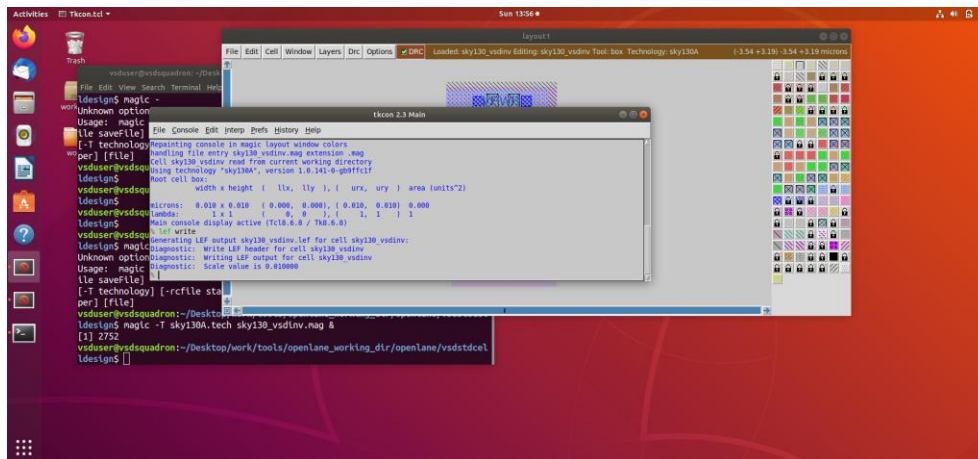 Activities Tkcon.tcl ▾ Sun 13:56 ●
Trash
layout1
File Edit Cell Window Layers Drc Options DRC Loaded: sky130_vsdinv Editing: sky130_vsdinv Tool: box Technology: sky130A (-3.54 +3.19) -3.54 +3.19 microns
vsduser@vsdsquadron: ~/Desk
File Edit View Search Terminal Help
ldesign$ magic -
Unknown option
Usage: magic
ile saveFile]
[-T technology
per] [file]
vsduser@vsdsqu
ldesign$
vsduser@vsdsqu
ldesign$
vsduser@vsdsqu
ldesign$
vsduser@vsdsqu
ldesign$ magic
Unknown option
Usage: magic
ile saveFile]
[-T technology] [-rcfile sta
per] [file]
vsduser@vsdsquadron:~/Desktop/work/tools/openlane_working_dir/openlane/vsdstdcel
ldesign$ magic -T sky130A.tech sky130_vsdinv.mag &
[1] 2752
vsduser@vsdsquadron:~/Desktop/work/tools/openlane_working_dir/openlane/vsdstdcel
ldesign$
tkcon 2.3 Main
File Console Edit Interp Prefs History Help
Repainting console in magic layout window colors
handling file entry sky130_vsdinv.mag extension .mag
Cell sky130_vsdinv read from current working directory
Using technology "sky130A", version 1.0.141-0-gb9ffc1f
Root cell box:
width x height ( llx, lly ), ( urx, ury ) area (units^2)
microns: 0.010 x 0.010 ( 0.000, 0.000), ( 0.010, 0.010) 0.000
lambda: 1 x 1 ( 0, 0 ), ( 1, 1 ) 1
Main console display active (Tcl8.6.8 / Tk8.6.8)
% lef write
Generating LEF output sky130_vsdinv.lef for cell sky130_vsdinv:
Diagnostic: Write LEF header for cell sky130_vsdinv
Diagnostic: Writing LEF output for cell sky130_vsdinv
Diagnostic: Scale value is 0.010000
%